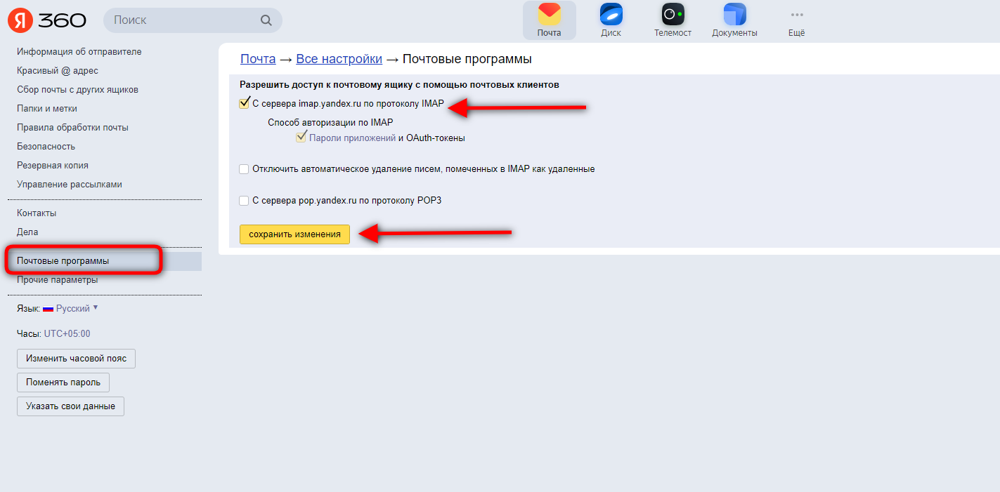 Я 360
Поиск
Почта
Диск
Телемост
Документы
Ещё
Информация об отправителе
Красивый @ адрес
Сбор почты с других ящиков
Папки и метки
Правила обработки почты
Безопасность
Резервная копия
Управление рассылками
Контакты
Дела
Почтовые программы
Прочие параметры
Язык: Русский
Часы: UTC+05:00
Изменить часовой пояс
Поменять пароль
Указать свои данные
Почта → Все настройки → Почтовые программы
Разрешить доступ к почтовому ящику с помощью почтовых клиентов
С сервера imap.yandex.ru по протоколу IMAP
Способ авторизации по IMAP
Пароли приложений и OAuth-токены
Отключить автоматическое удаление писем, помеченных в IMAP как удаленные
С сервера pop.yandex.ru по протоколу POP3
сохранить изменения